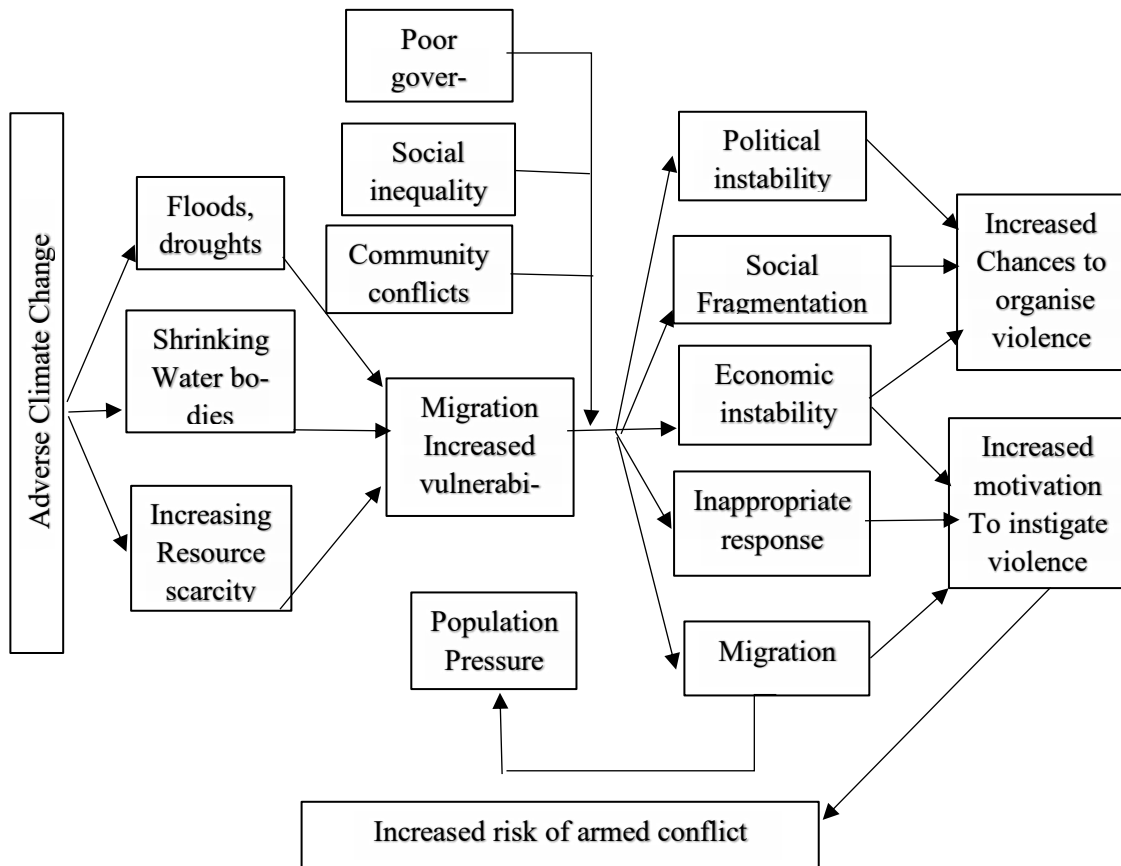 Adverse Climate Change
Floods,
droughts
Shrinking
Water bo-
dies
Increasing
Resource
scarcity
Poor
gover-
Social
inequality
Community
conflicts
Migration
Increased
vulnerabi-
Population
Pressure
Political
instability
Social
Fragmentation
Economic
instability
Inappropriate
response
Migration
Increased
Chances to
organise
violence
Increased
motivation
To instigate
violence
Increased risk of armed conflict